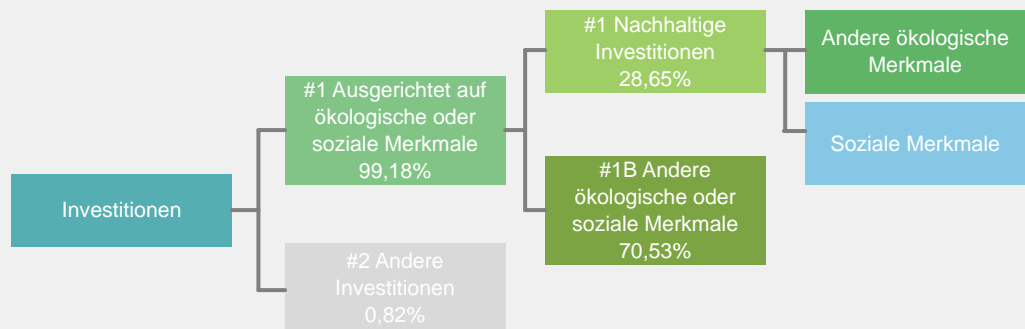 Investitionen
#1 Ausgerichtet auf
ökologische oder
soziale Merkmale
99,18%
#2 Andere
Investitionen
0,82%
#1 Nachhaltige
Investitionen
28,65%
#1B Andere
ökologische oder
soziale Merkmale
70,53%
Andere ökologische
Merkmale
Soziale Merkmale